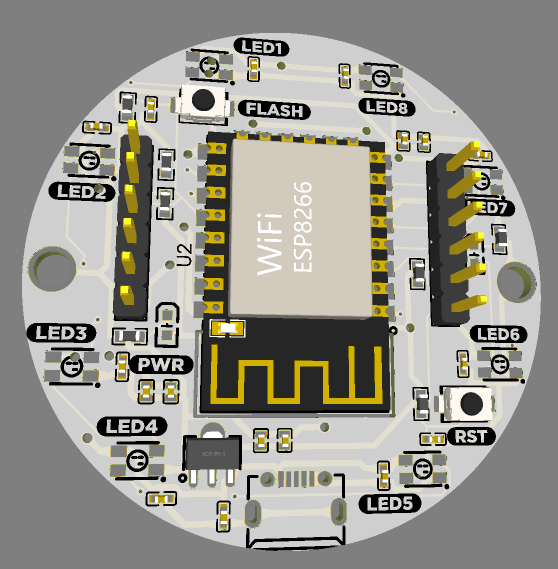 LED1
LED8
FLASH
LED2
LED7
WiFi
ESP8266
U2
LED3
LED6
PWR
LED4
RST
SOT-89-3
LED5